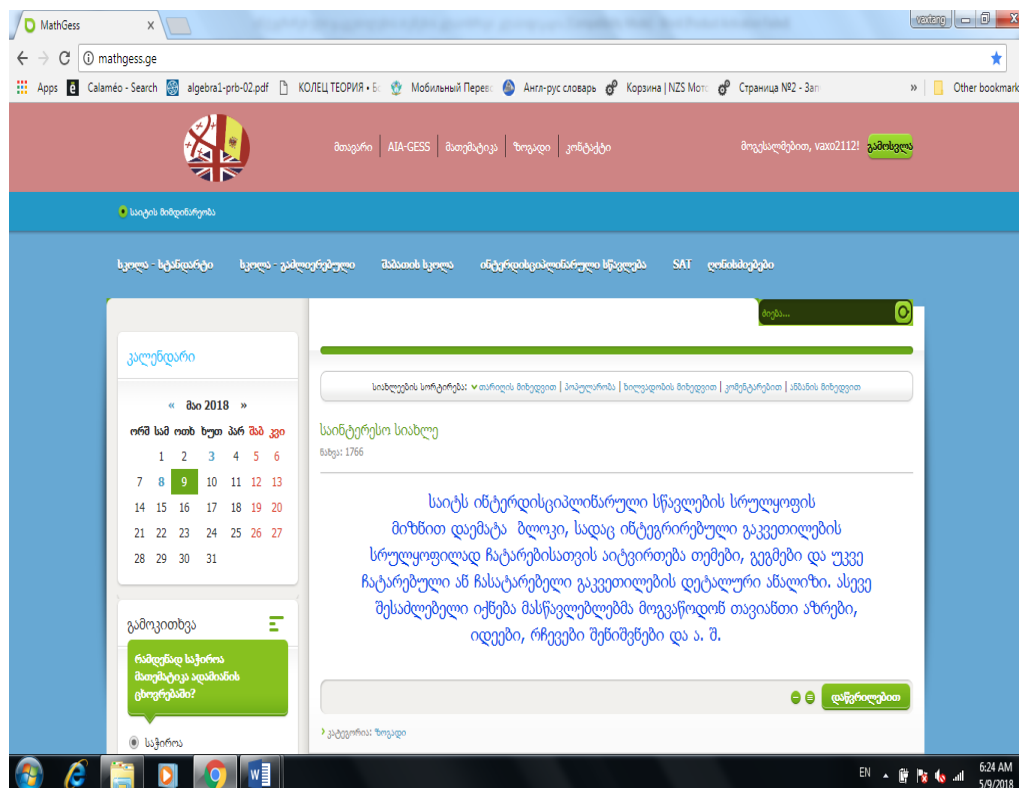 MathGess
vaxtang
mathgess.ge
Apps Calaméo - Search algebra1-prb-02.pdf КОЛЕЦ ТЕОРИЯ • Бо Мобильный Перево Англ-рус словарь Корзина | NZS Мото Страница №2 - Зап » Other bookmark
მთავარი AIA-GESS მათემატიკა ზოგადი კონტაქტი
მოგესალმებით, vaxo2112! გამოსვლა
საიტის მიმდინარეობა
სკოლა - სტანდარტი სკოლა - გაძლიერებული შაბათის სკოლა ინტერდისციპლინარული სწავლება SAT ღონისძიებები
ძიება...
კალენდარი
« მაი 2018 »
ორშ სამ ოთხ ხუთ პარ შაბ კვი
1 2 3 4 5 6
7 8 9 10 11 12 13
14 15 16 17 18 19 20
21 22 23 24 25 26 27
28 29 30 31
გამოკითხვა
რამდენად საჭიროა
მათემატიკა ადამიანის
ცხოვრებაში?
საჭიროა
სიახლეების სორტირება: თარიღის მიხედვით | პოპულარობა | ხილვადობის მიხედვით | კომენტარებით | ანბანის მიხედვით
საინტერესო სიახლე
ნახვა: 1766
საიტს ინტერდისციპლინარული სწავლების სრულყოფის
მიზნით დაემატა ბლოკი, სადაც ინტეგრირებული გაკვეთილების
სრულყოფილად ჩატარებისათვის აიტვირთება თემები, გეგმები და უკვე
ჩატარებული ან ჩასატარებელი გაკვეთილების დეტალური ანალიზი. ასევე
შესაძლებელი იქნება მასწავლებლებმა მოგვაწოდონ თავიანთი აზრები,
იდეები, რჩევები შენიშვნები და ა. შ.
დაწვრილებით
კატეგორია: ზოგადი
EN
6:24 AM
5/9/2018